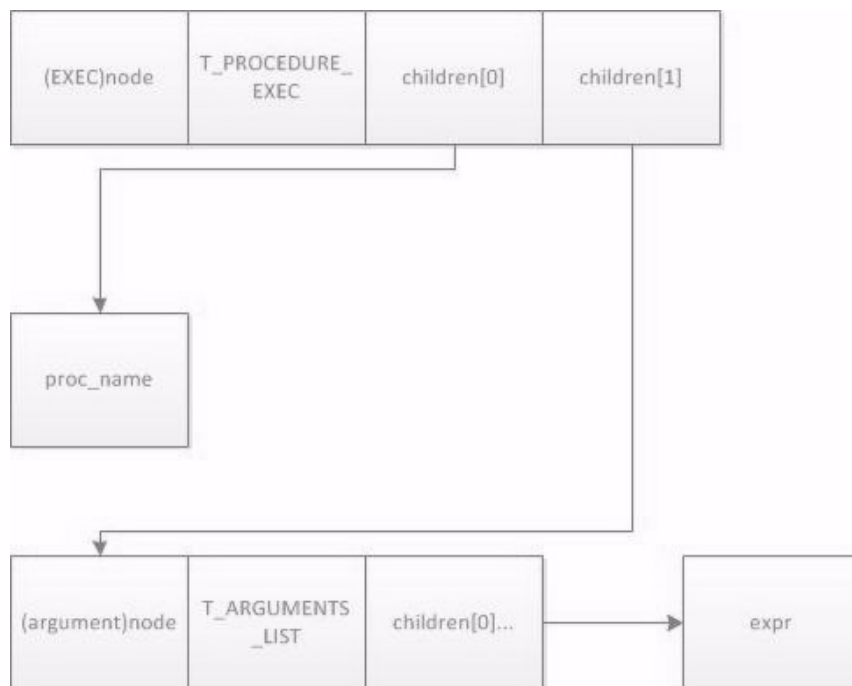 (EXEC)node
T_PROCEDURE_
EXEC
children[0]
children[1]
proc_name
(argument)node
T_ARGUMENTS
_LIST
children[0]...
expr